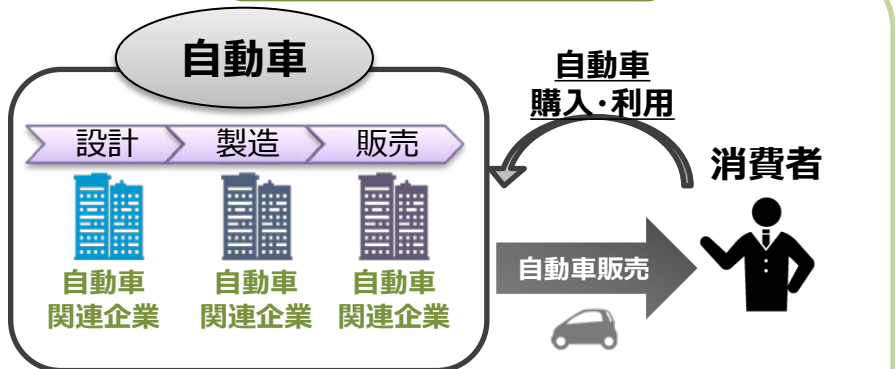 自動車
自動車
購入・利用
設計
製造
販売
消費者
自動車販売
自動車
関連企業
自動車
関連企業
自動車
関連企業